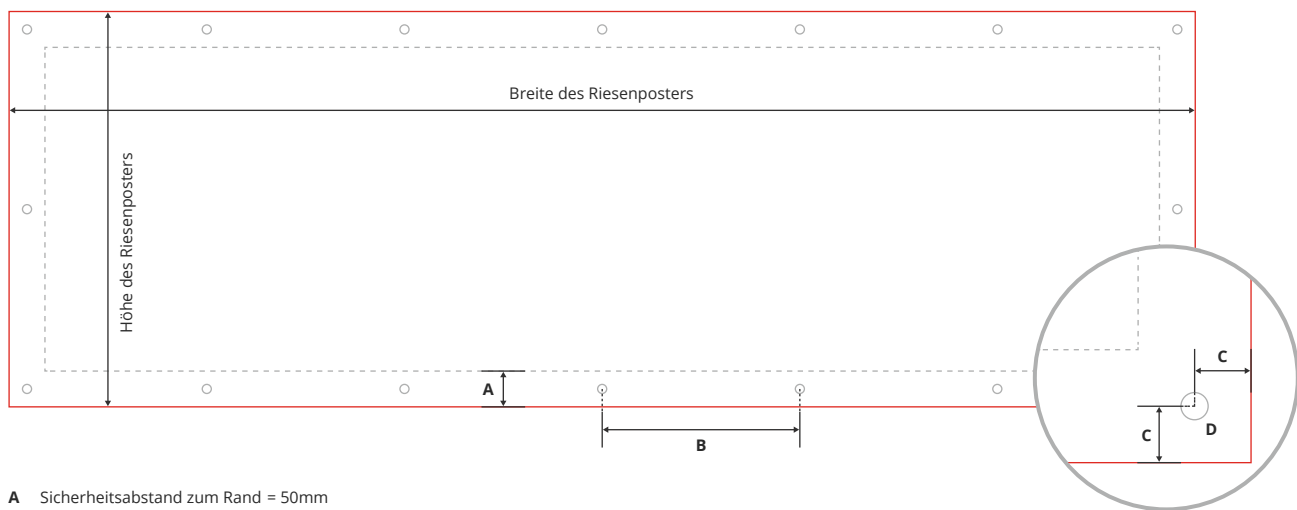 Breite des Riesenposters
Höhe des Riesenposters
A
B
C
C
D
A Sicherheitsabstand zum Rand = 50mm